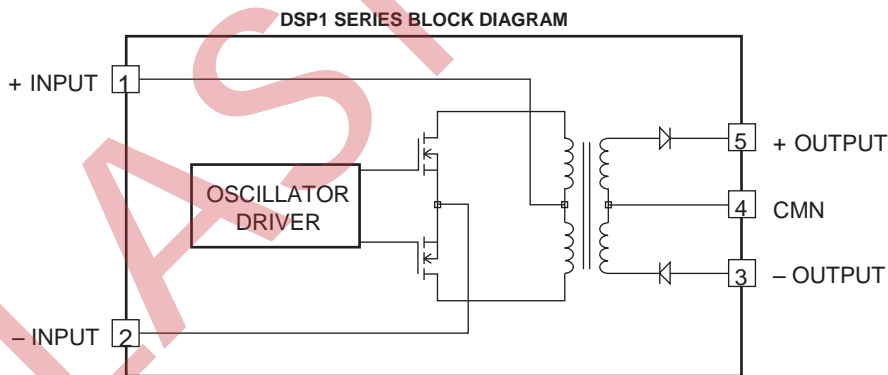 DSP1 SERIES BLOCK DIAGRAM
+ INPUT 1
5 + OUTPUT
OSCILLATOR
DRIVER
4 CMN
3 – OUTPUT
– INPUT 2